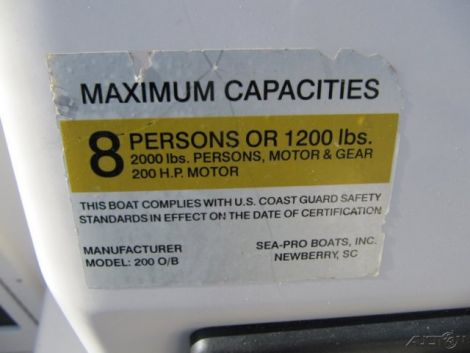 MAXIMUM CAPACITIES
8 PERSONS OR 1200 lbs.
2000 lbs. PERSONS, MOTOR & GEAR
200 H.P. MOTOR
THIS BOAT COMPLIES WITH U.S. COAST GUARD SAFETY
STANDARDS IN EFFECT ON THE DATE OF CERTIFICATION
MANUFACTURER SEA-PRO BOATS, INC.
MODEL: 200 O/B NEWBERRY, SC